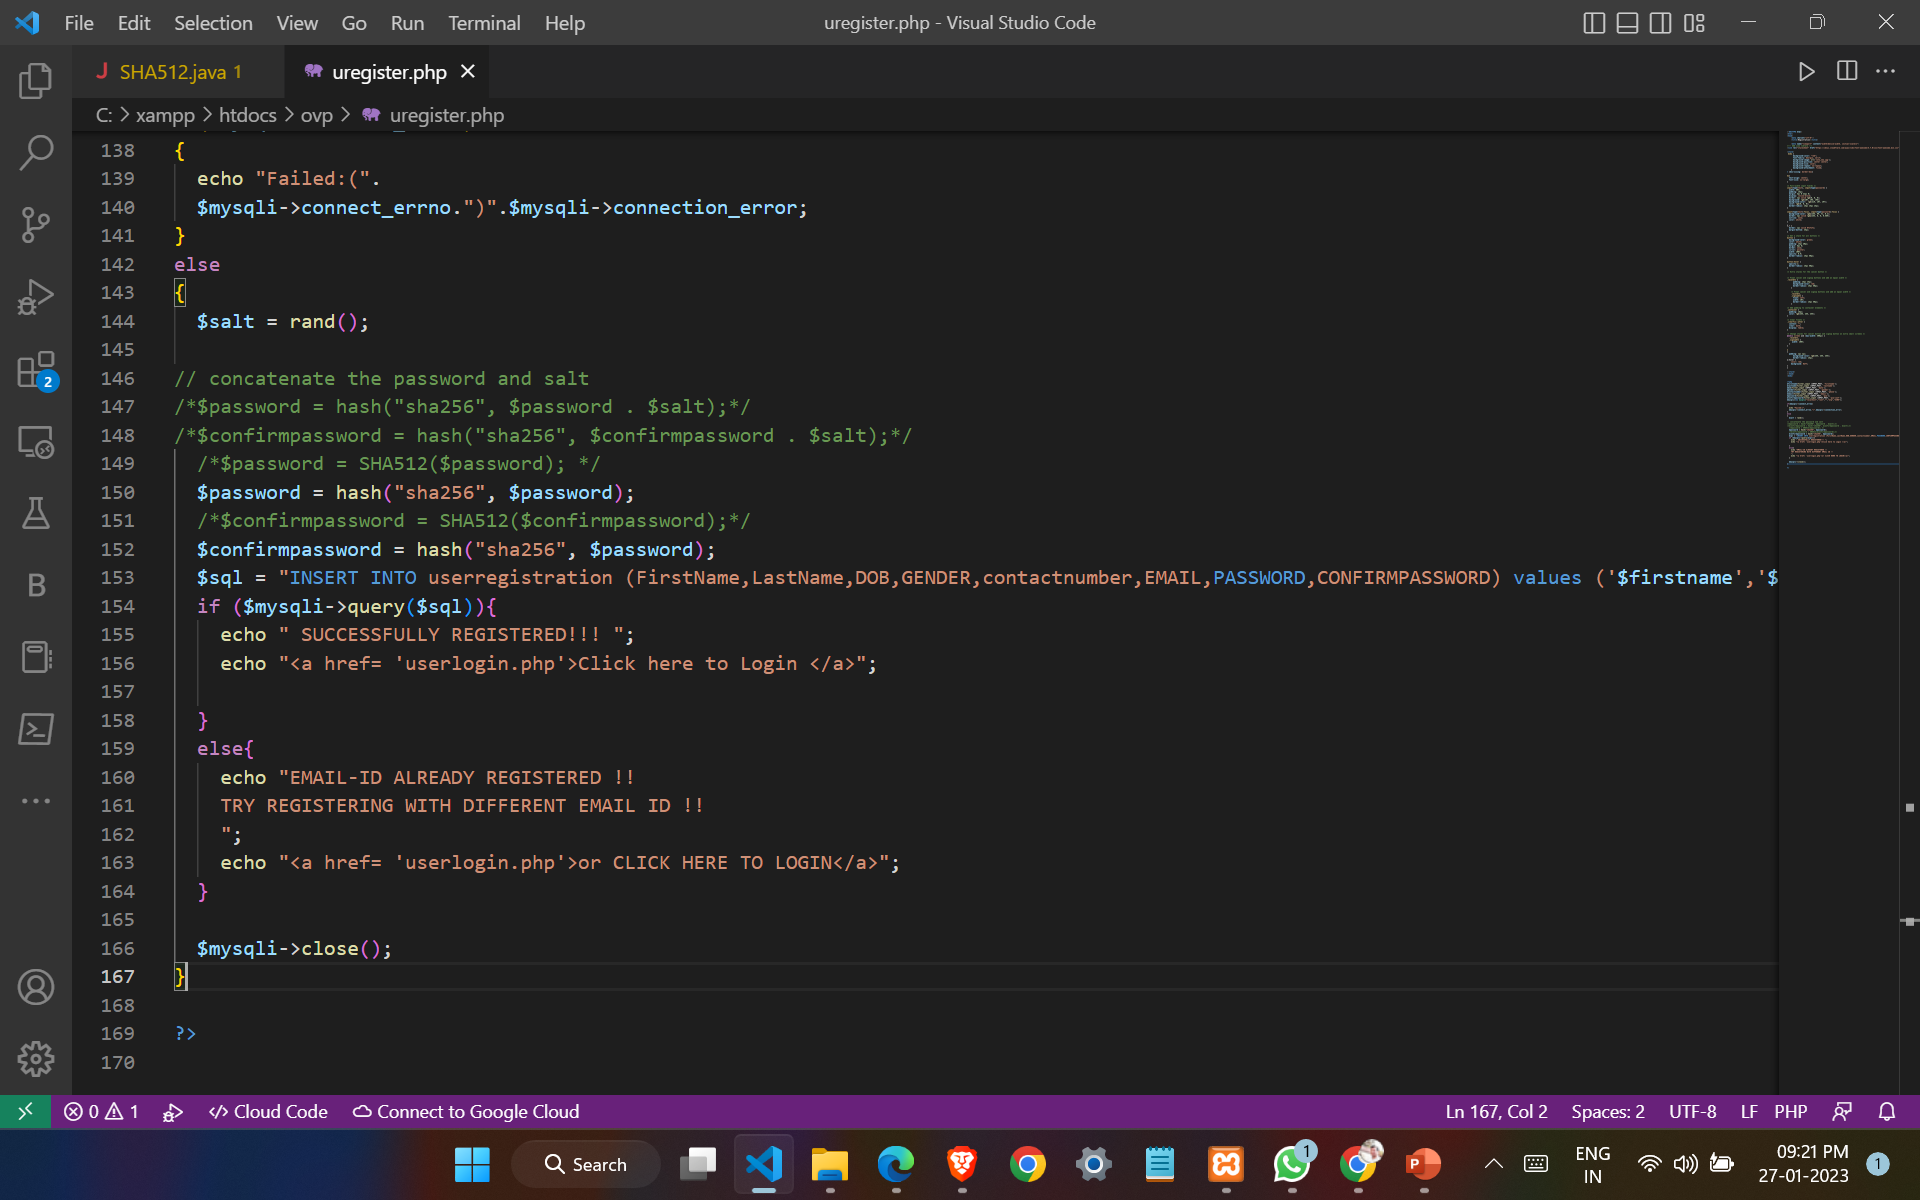 File Edit Selection View Go Run Terminal Help
uregister.php - Visual Studio Code
SHA512.java 1
uregister.php
C: > xampp > htdocs > ovp > uregister.php
138 {
139 echo "Failed:(".
140 $mysqli->connect_errno.")".$mysqli->connection_error;
141 }
142 else
143 {
144 $salt = rand();
145
146 // concatenate the password and salt
147 /*$password = hash("sha256", $password . $salt);*/
148 /*$confirmpassword = hash("sha256", $confirmpassword . $salt);*/
149 /*$password = SHA512($password); */
150 $password = hash("sha256", $password);
151 /*$confirmpassword = SHA512($confirmpassword);*/
152 $confirmpassword = hash("sha256", $password);
153 $sql = "INSERT INTO userregistration (FirstName,LastName,DOB,GENDER,contactnumber,EMAIL,PASSWORD,CONFIRMPASSWORD) values ('$firstname','$
154 if ($mysqli->query($sql)){
155 echo " SUCCESSFULLY REGISTERED!!! ";
156 echo "<a href= 'userlogin.php'>Click here to Login </a>";
157
158 }
159 else{
160 echo "EMAIL-ID ALREADY REGISTERED !!
161 TRY REGISTERING WITH DIFFERENT EMAIL ID !!
162 ";
163 echo "<a href= 'userlogin.php'>or CLICK HERE TO LOGIN</a>";
164 }
165
166 $mysqli->close();
167 }
168
169 ?>
170
2
B
0 1 Cloud Code Connect to Google Cloud
Ln 167, Col 2 Spaces: 2 UTF-8 LF PHP
Search
1
P
ENG
IN
09:21 PM
27-01-2023
1